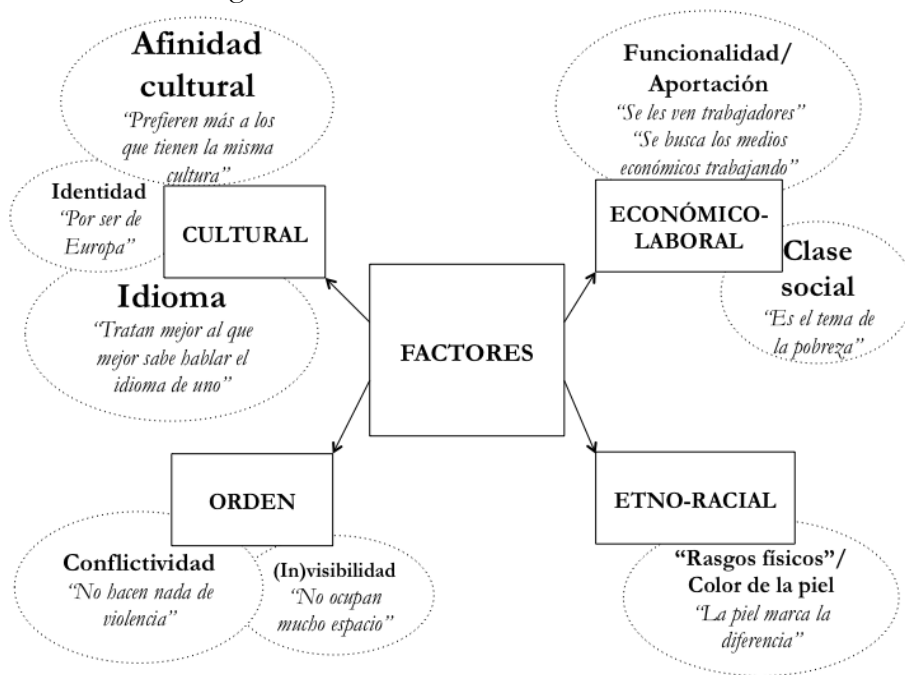 Afinidad
cultural
“Prefieren más a los
que tienen la misma
cultura”
Identidad
“Por ser de
Europa”
CULTURAL
Idioma
“Tratan mejor al que
mejor sabe hablar el
idioma de uno”
Funcionalidad/
Aportación
“Se les ven trabajadores”
“Se busca los medios
económicos trabajando”
ECONÓMICO-
LABORAL
Clase
social
“Es el tema de
la pobreza”
FACTORES
ORDEN
Conflictividad
“No hacen nada de
violencia”
(In)visibilidad
“No ocupan
mucho espacio”
ETNO-RACIAL
“Rasgos físicos”/
Color de la piel
“La piel marca la
diferencia”